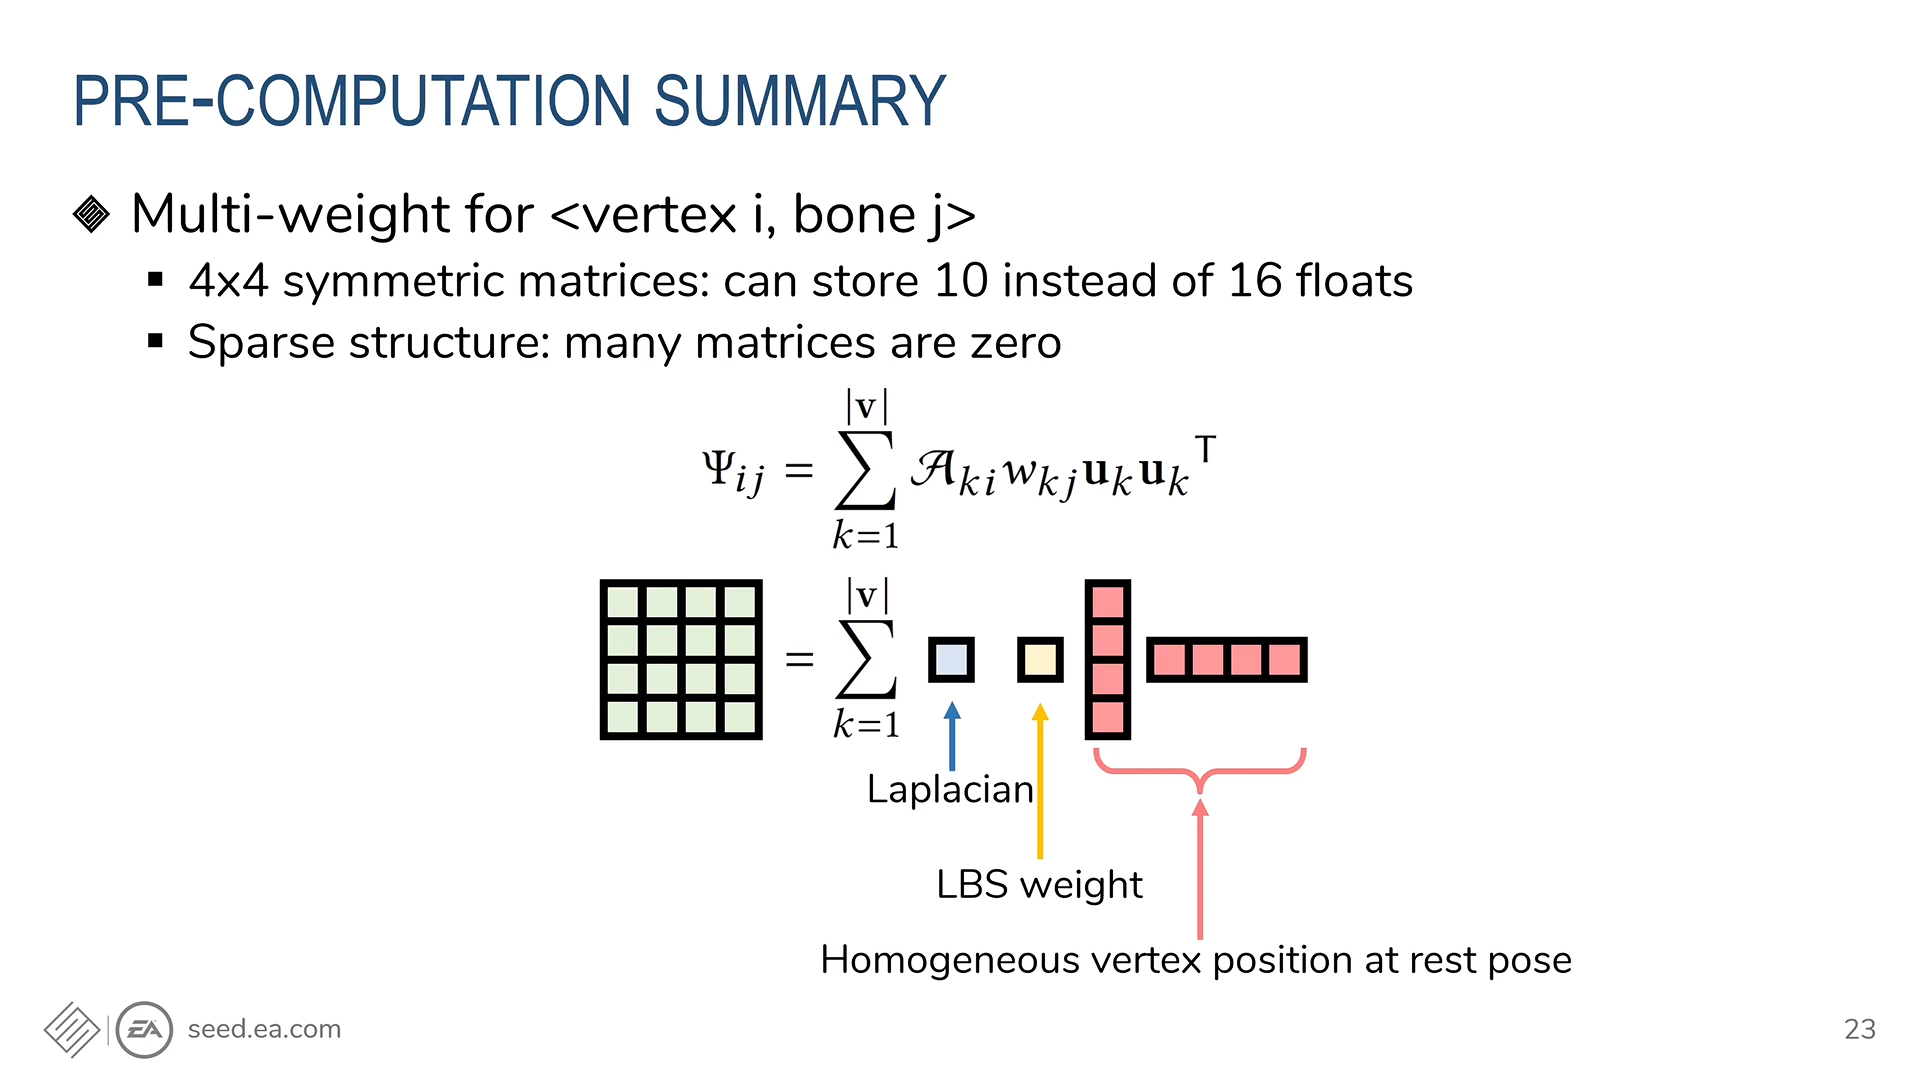 PRE-COMPUTATION SUMMARY
Multi-weight for <vertex i, bone j>
▪ 4x4 symmetric matrices: can store 10 instead of 16 floats
▪ Sparse structure: many matrices are zero
|v|
Ψij = ∑ 𝒜ki wkj uk ukᵀ
k=1
|v|
= ∑
k=1
Laplacian
LBS weight
Homogeneous vertex position at rest pose
EA seed.ea.com
23